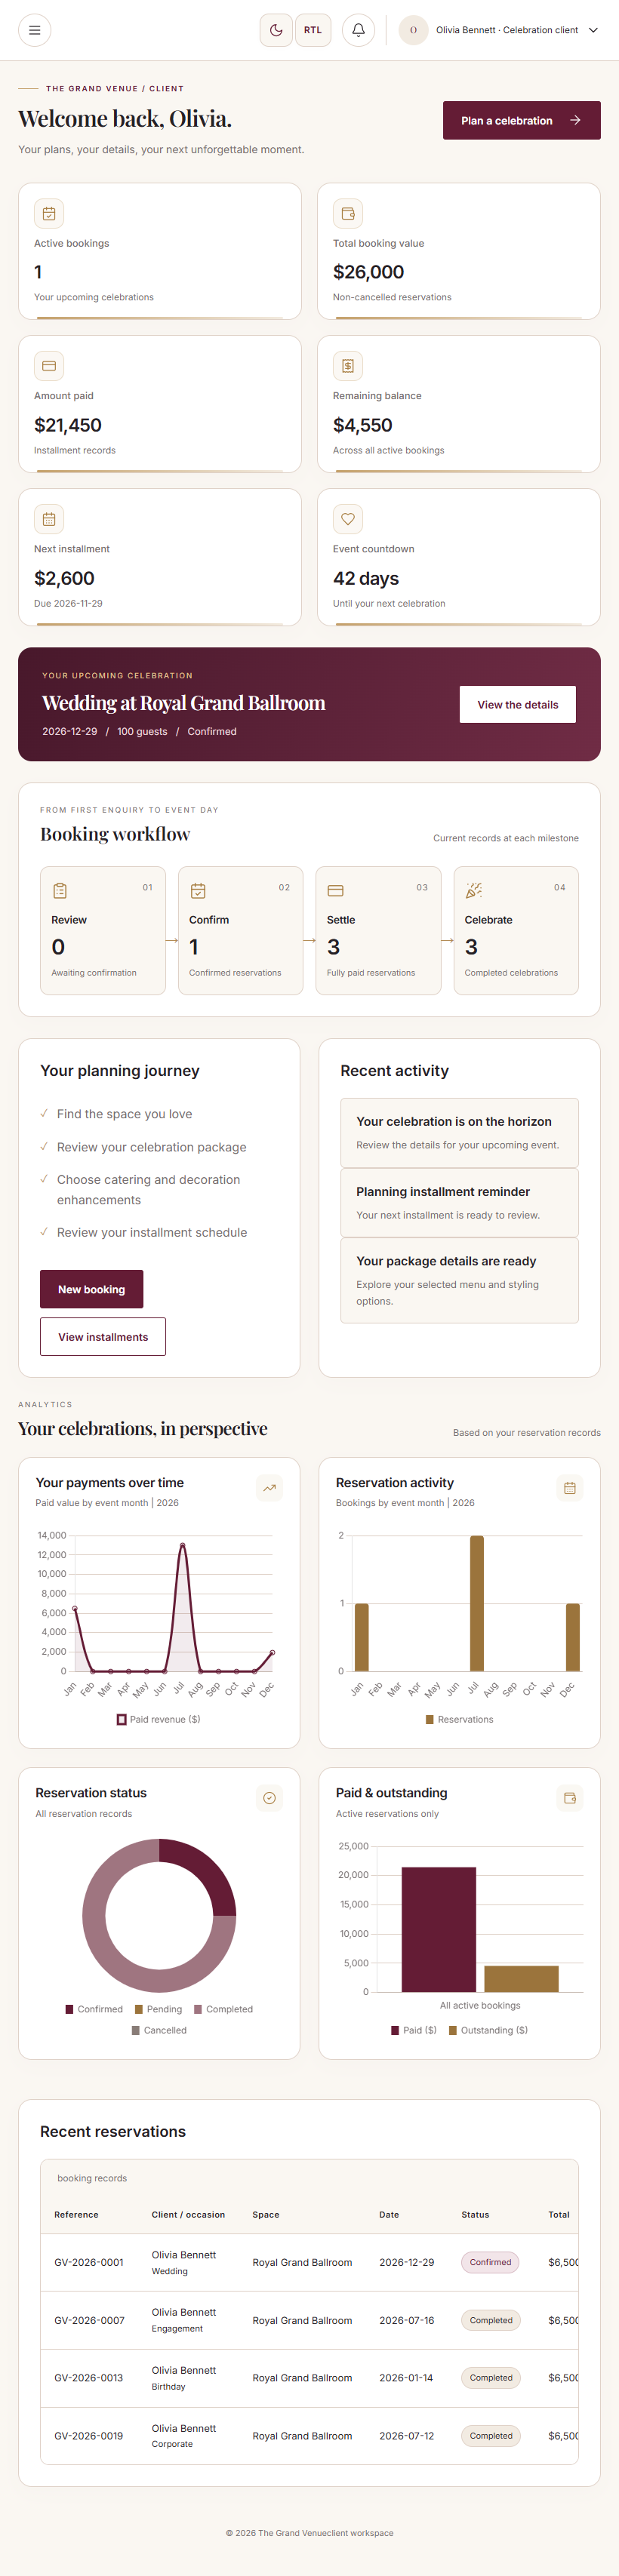 RTL
O
Olivia Bennett · Celebration client
THE GRAND VENUE / CLIENT
Welcome back, Olivia.
Your plans, your details, your next unforgettable moment.
Plan a celebration
Active bookings
1
Your upcoming celebrations
Total booking value
$26,000
Non-cancelled reservations
Amount paid
$21,450
Installment records
Remaining balance
$4,550
Across all active bookings
Next installment
$2,600
Due 2026-11-29
Event countdown
42 days
Until your next celebration
YOUR UPCOMING CELEBRATION
Wedding at Royal Grand Ballroom
2026-12-29 / 100 guests / Confirmed
View the details
FROM FIRST ENQUIRY TO EVENT DAY
Booking workflow
Current records at each milestone
01
Review
0
Awaiting confirmation
02
Confirm
1
Confirmed reservations
03
Settle
3
Fully paid reservations
04
Celebrate
3
Completed celebrations
Your planning journey
Find the space you love
Review your celebration package
Choose catering and decoration
enhancements
Review your installment schedule
New booking
View installments
Recent activity
Your celebration is on the horizon
Review the details for your upcoming event.
Planning installment reminder
Your next installment is ready to review.
Your package details are ready
Explore your selected menu and styling
options.
ANALYTICS
Your celebrations, in perspective
Based on your reservation records
Your payments over time
Paid value by event month | 2026
14,000
12,000
10,000
8,000
6,000
4,000
2,000
0
Jan Feb Mar Apr May Jun Jul Aug Sep Oct Nov Dec
Paid revenue ($)
Reservation activity
Bookings by event month | 2026
2
1
0
Jan Feb Mar Apr May Jun Jul Aug Sep Oct Nov Dec
Reservations
Reservation status
All reservation records
Confirmed Pending Completed
Cancelled
Paid & outstanding
Active reservations only
25,000
20,000
15,000
10,000
5,000
0
All active bookings
Paid ($) Outstanding ($)
Recent reservations
booking records
Reference Client / occasion Space Date Status Total
GV-2026-0001 Olivia Bennett Royal Grand Ballroom 2026-12-29 Confirmed $6,500
Wedding
GV-2026-0007 Olivia Bennett Royal Grand Ballroom 2026-07-16 Completed $6,500
Engagement
GV-2026-0013 Olivia Bennett Royal Grand Ballroom 2026-01-14 Completed $6,500
Birthday
GV-2026-0019 Olivia Bennett Royal Grand Ballroom 2026-07-12 Completed $6,500
Corporate
© 2026 The Grand Venueclient workspace